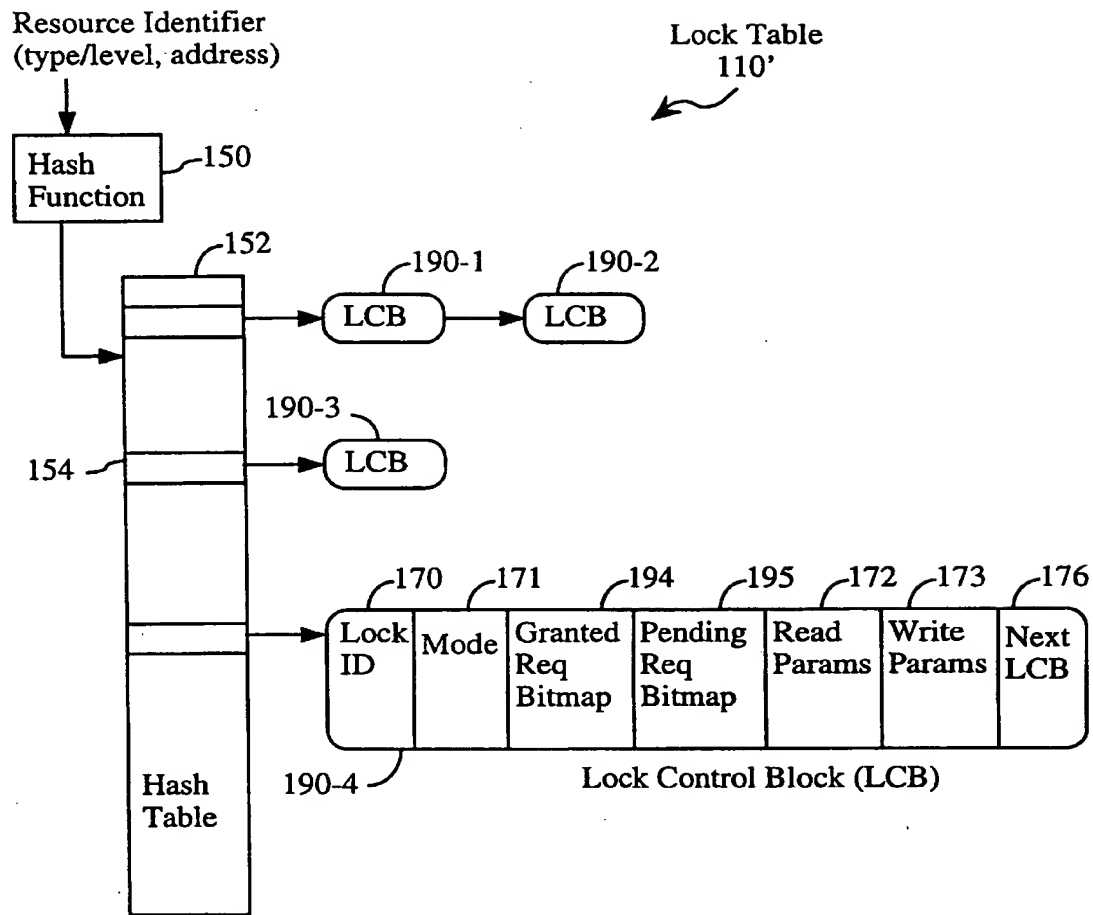 Resource Identifier
(type/level, address)
Lock Table
110'
Hash
Function
150
152
190-1
190-2
LCB
LCB
190-3
LCB
154
170
171
194
195
172
173
176
Lock
ID
Mode
Granted
Req
Bitmap
Pending
Req
Bitmap
Read
Params
Write
Params
Next
LCB
190-4
Lock Control Block (LCB)
Hash
Table